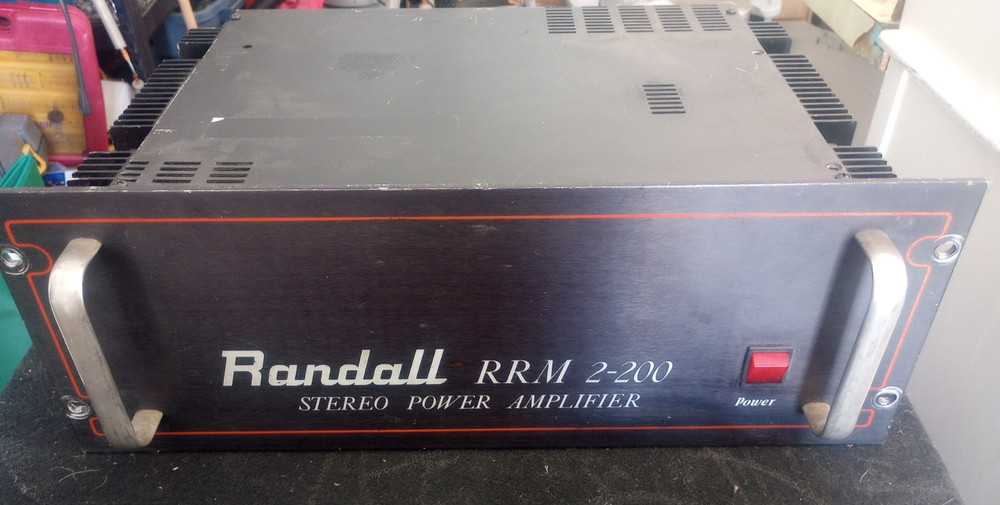 Randall RRM 2-200
STEREO POWER AMPLIFIER
Power